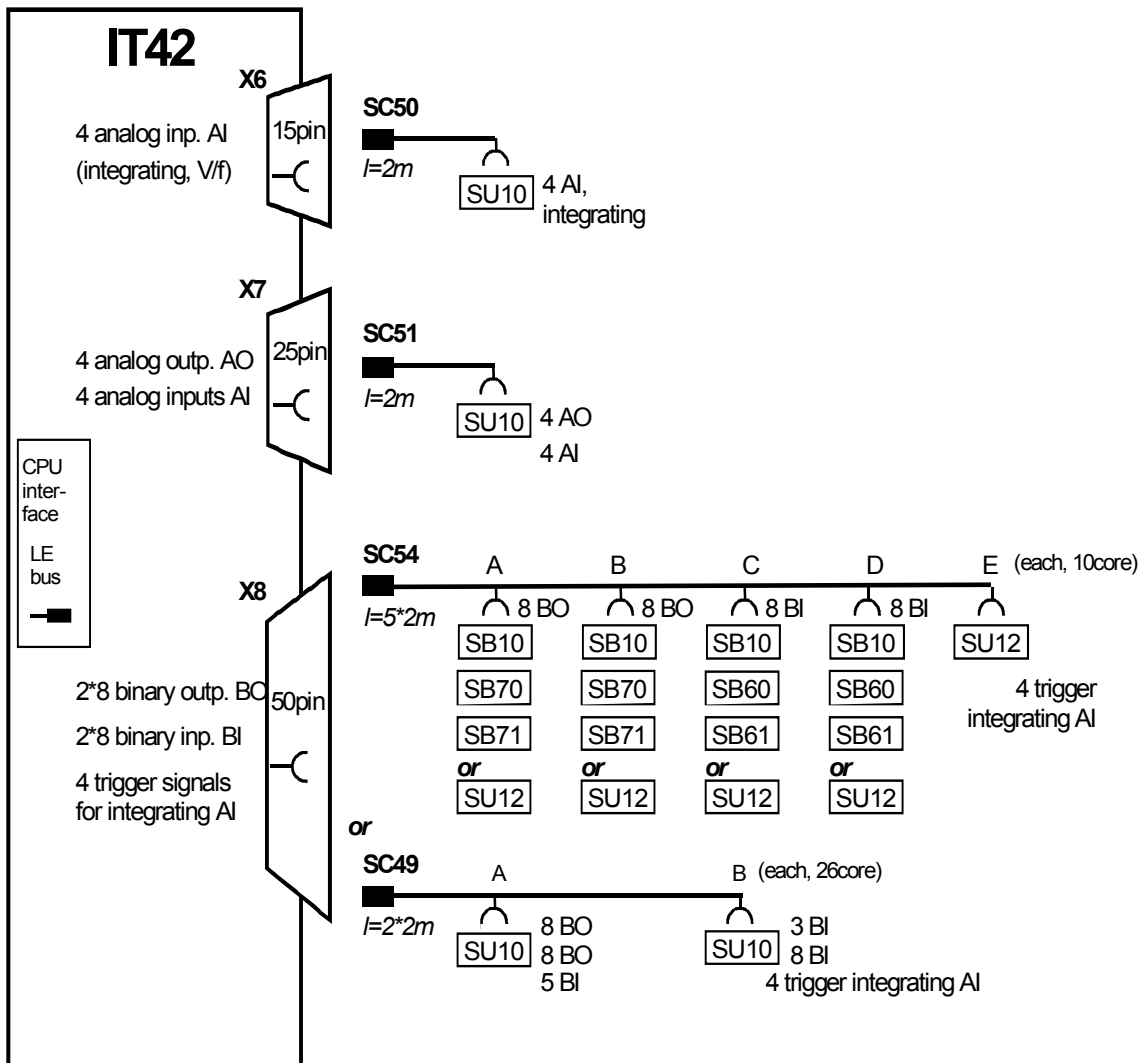 IT42
X6
15pin
4 analog inp. AI
(integrating, V/f)
SC50
l=2m
SU10
4 AI,
integrating
X7
25pin
4 analog outp. AO
4 analog inputs AI
SC51
l=2m
SU10
4 AO
4 AI
CPU
inter-
face
LE
bus
X8
50pin
2*8 binary outp. BO
2*8 binary inp. BI
4 trigger signals
for integrating AI
SC54
l=5*2m
A B C D E (each, 10core)
8 BO 8 BO 8 BI 8 BI
SB10 SB10 SB10 SB10 SU12
SB70 SB70 SB60 SB60
SB71 SB71 SB61 SB61
or or or or
SU12 SU12 SU12 SU12
4 trigger
integrating AI
or
SC49
l=2*2m
A B (each, 26core)
SU10
8 BO
8 BO
5 BI
SU10
3 BI
8 BI
4 trigger integrating AI